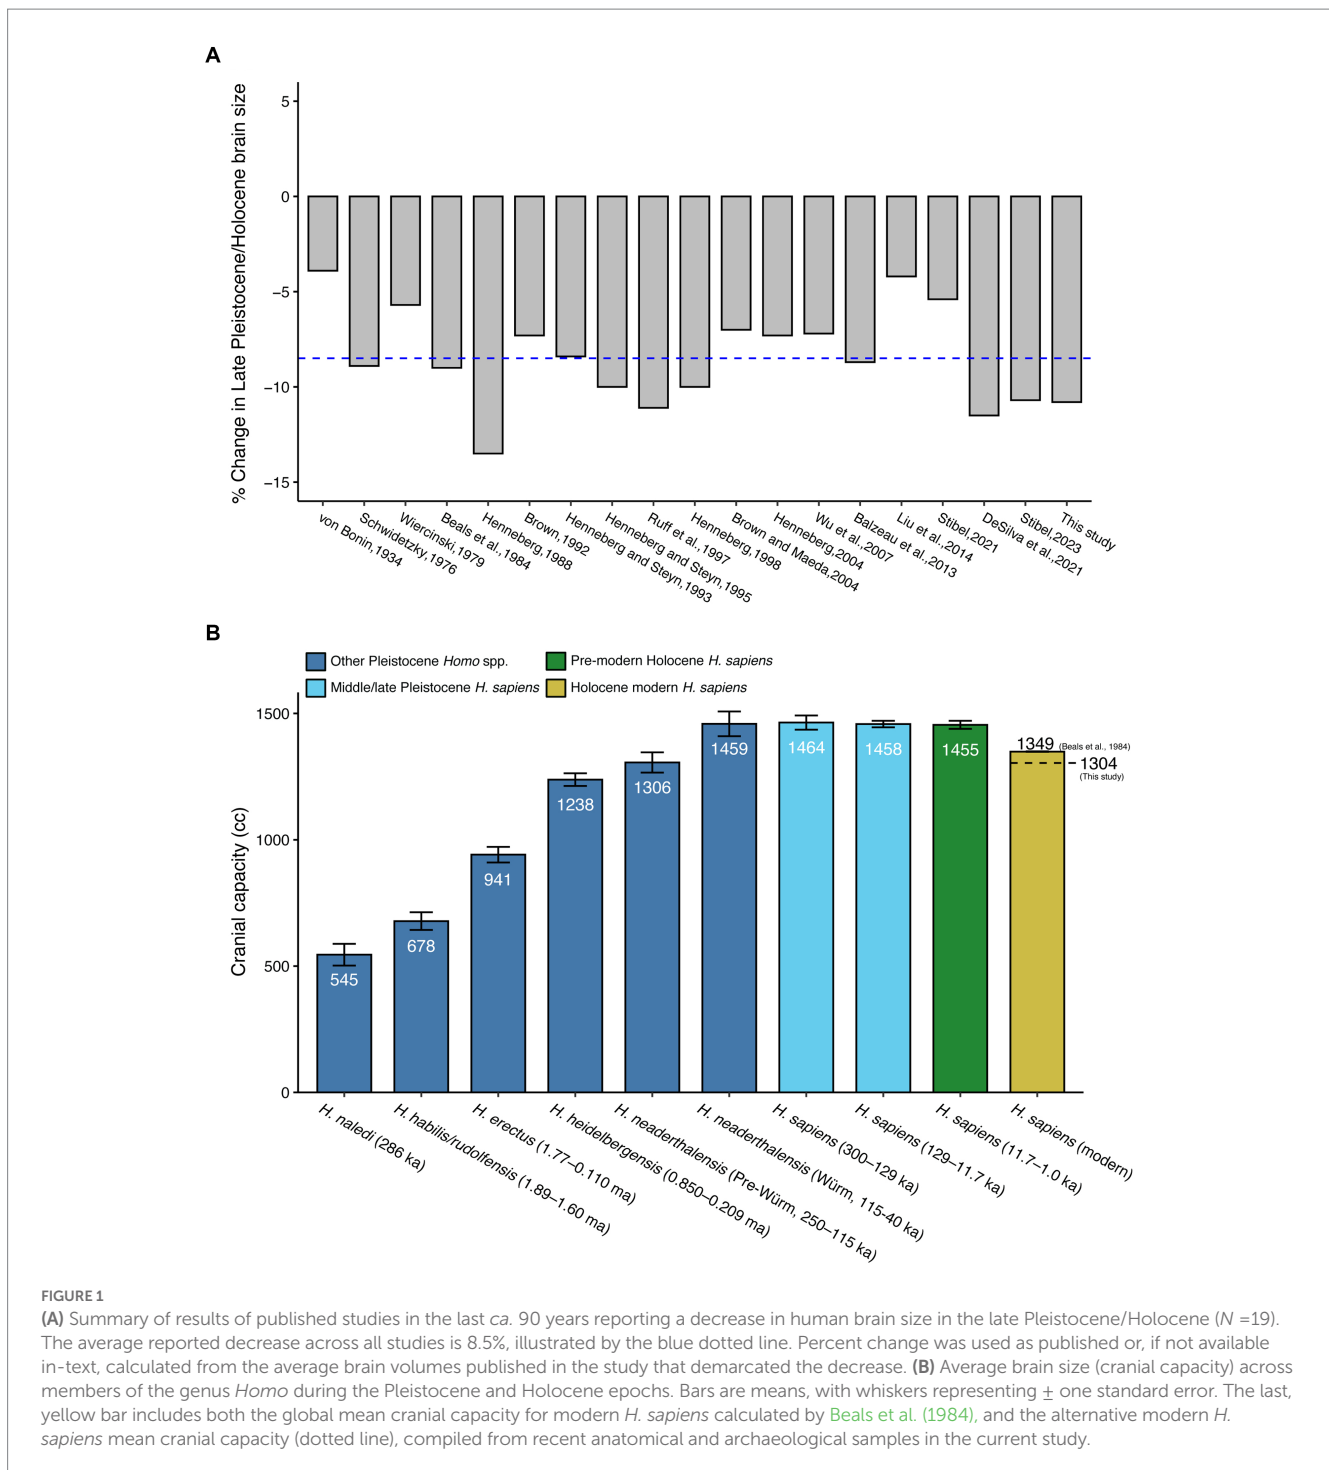 A
% Change in Late Pleistocene/Holocene brain size
5
0
−5
−10
−15
von Bonin,1934
Schwidetzky,1976
Wiercinski,1979
Beals et al.,1984
Henneberg,1988
Brown,1992
Henneberg and Steyn,1993
Henneberg and Steyn,1995
Ruff et al.,1997
Henneberg,1998
Brown and Maeda,2004
Henneberg,2004
Wu et al.,2007
Balzeau et al.,2013
Liu et al.,2014
Stibel,2021
DeSilva et al.,2021
Stibel,2023
This study
B
Other Pleistocene Homo spp.
Pre-modern Holocene H. sapiens
Middle/late Pleistocene H. sapiens
Holocene modern H. sapiens
Cranial capacity (cc)
1500
1000
500
0
545
678
941
1238
1306
1459
1464
1458
1455
1349 (Beals et al., 1984)
1304
(This study)
H. naledi (286 ka)
H. habilis/rudolfensis (1.89–1.60 ma)
H. erectus (1.77–0.110 ma)
H. heidelbergensis (0.850–0.209 ma)
H. neaderthalensis (Pre-Würm, 250–115 ka)
H. neaderthalensis (Würm, 115-40 ka)
H. sapiens (300–129 ka)
H. sapiens (129–11.7 ka)
H. sapiens (11.7–1.0 ka)
H. sapiens (modern)
FIGURE 1
(A) Summary of results of published studies in the last ca. 90 years reporting a decrease in human brain size in the late Pleistocene/Holocene (N =19).
The average reported decrease across all studies is 8.5%, illustrated by the blue dotted line. Percent change was used as published or, if not available
in-text, calculated from the average brain volumes published in the study that demarcated the decrease. (B) Average brain size (cranial capacity) across
members of the genus Homo during the Pleistocene and Holocene epochs. Bars are means, with whiskers representing ± one standard error. The last,
yellow bar includes both the global mean cranial capacity for modern H. sapiens calculated by Beals et al. (1984), and the alternative modern H.
sapiens mean cranial capacity (dotted line), compiled from recent anatomical and archaeological samples in the current study.